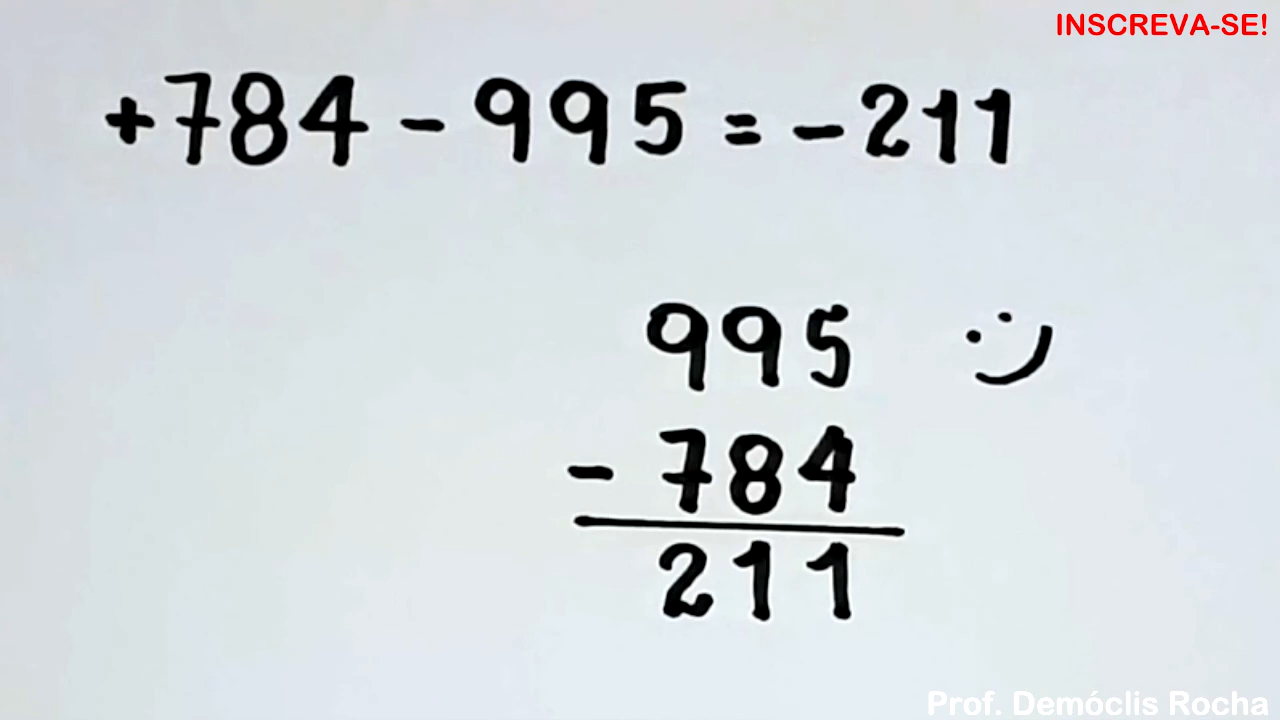 INSCREVA-SE!
+784 - 995 = -211
995
- 784
211
Prof. Demóclis Rocha